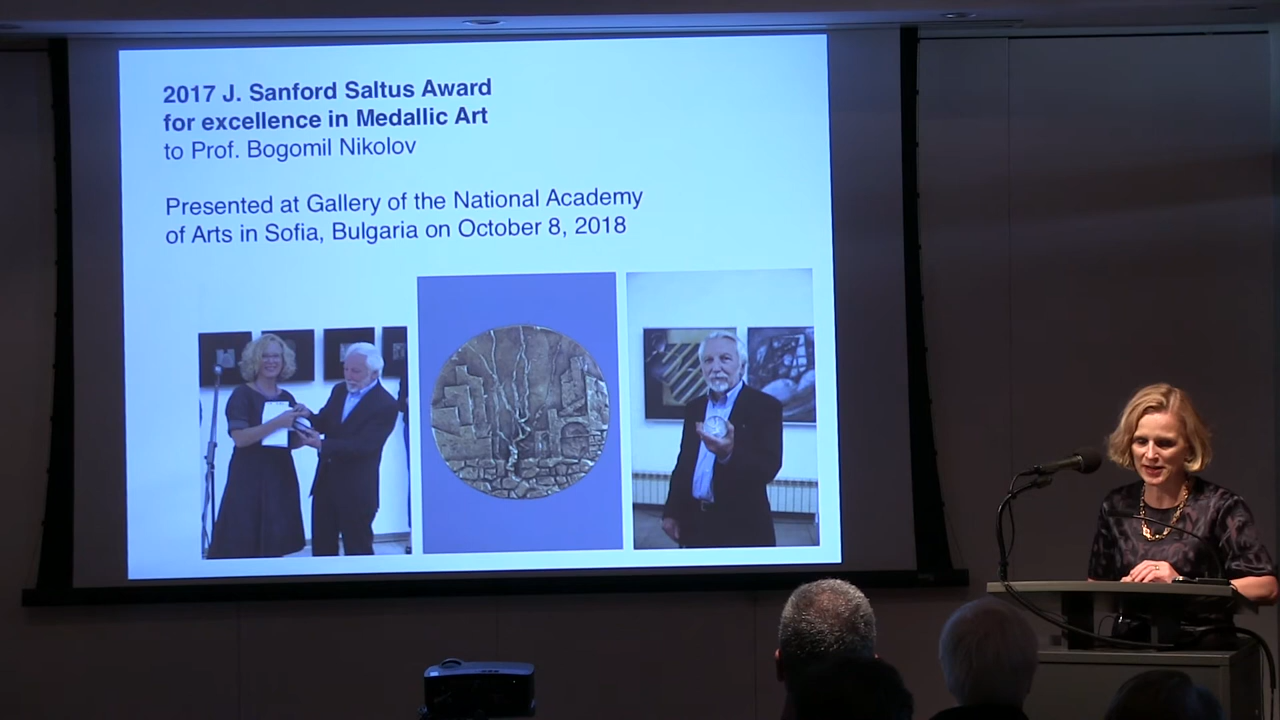 2017 J. Sanford Saltus Award
for excellence in Medallic Art
to Prof. Bogomil Nikolov
Presented at Gallery of the National Academy
of Arts in Sofia, Bulgaria on October 8, 2018